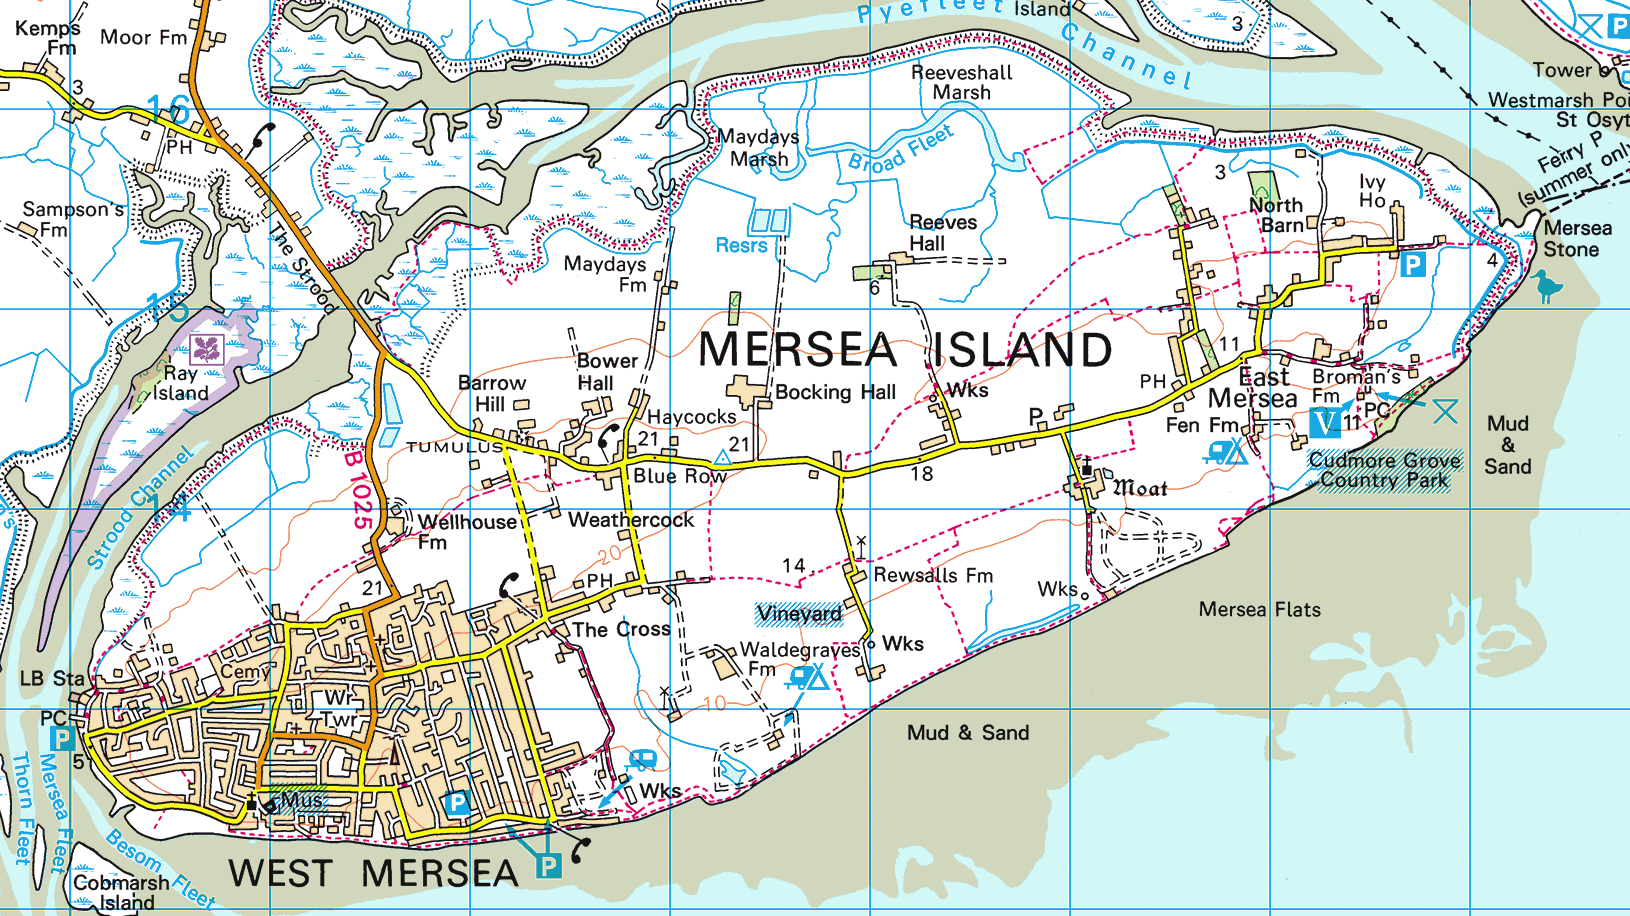 Kemps
Fm
Moor Fm
3
16
PH
Pyefleet
Channel
Island
3
Tower
Westmarsh Poi
St Osyt
Ferry P
(summer only
P
Reeveshall
Marsh
Maydays
Marsh
Broad Fleet
Sampson's
Fm
The Strood
15
Resrs
Reeves
Hall
6
Maydays
Fm
3
North
Barn
Ivy
Ho
Mersea
Stone
4
P
MERSEA ISLAND
Ray
Island
Bower
Hall
Barrow
Hill
Bocking Hall
Haycocks
Wks
PH
11
East
Mersea
Broman's
Fm
PC
V
11
Fen Fm
Mud
&
Sand
Cudmore Grove
Country Park
P
TUMULUS
21
21
Blue Row
18
Moat
Strood Channel
14
B 1025
Wellhouse
Fm
Weathercock
20
14
Rewsalls Fm
Wks
Mersea Flats
21
PH
Vineyard
The Cross
Waldegraves
Fm
Wks
LB Sta
PC
P
5
Cemy
Wr
Twr
10
Mud & Sand
Mus
P
Wks
P
Thorn Fleet
Mersea Fleet
Besom Fleet
WEST MERSEA
Cobmarsh
Island